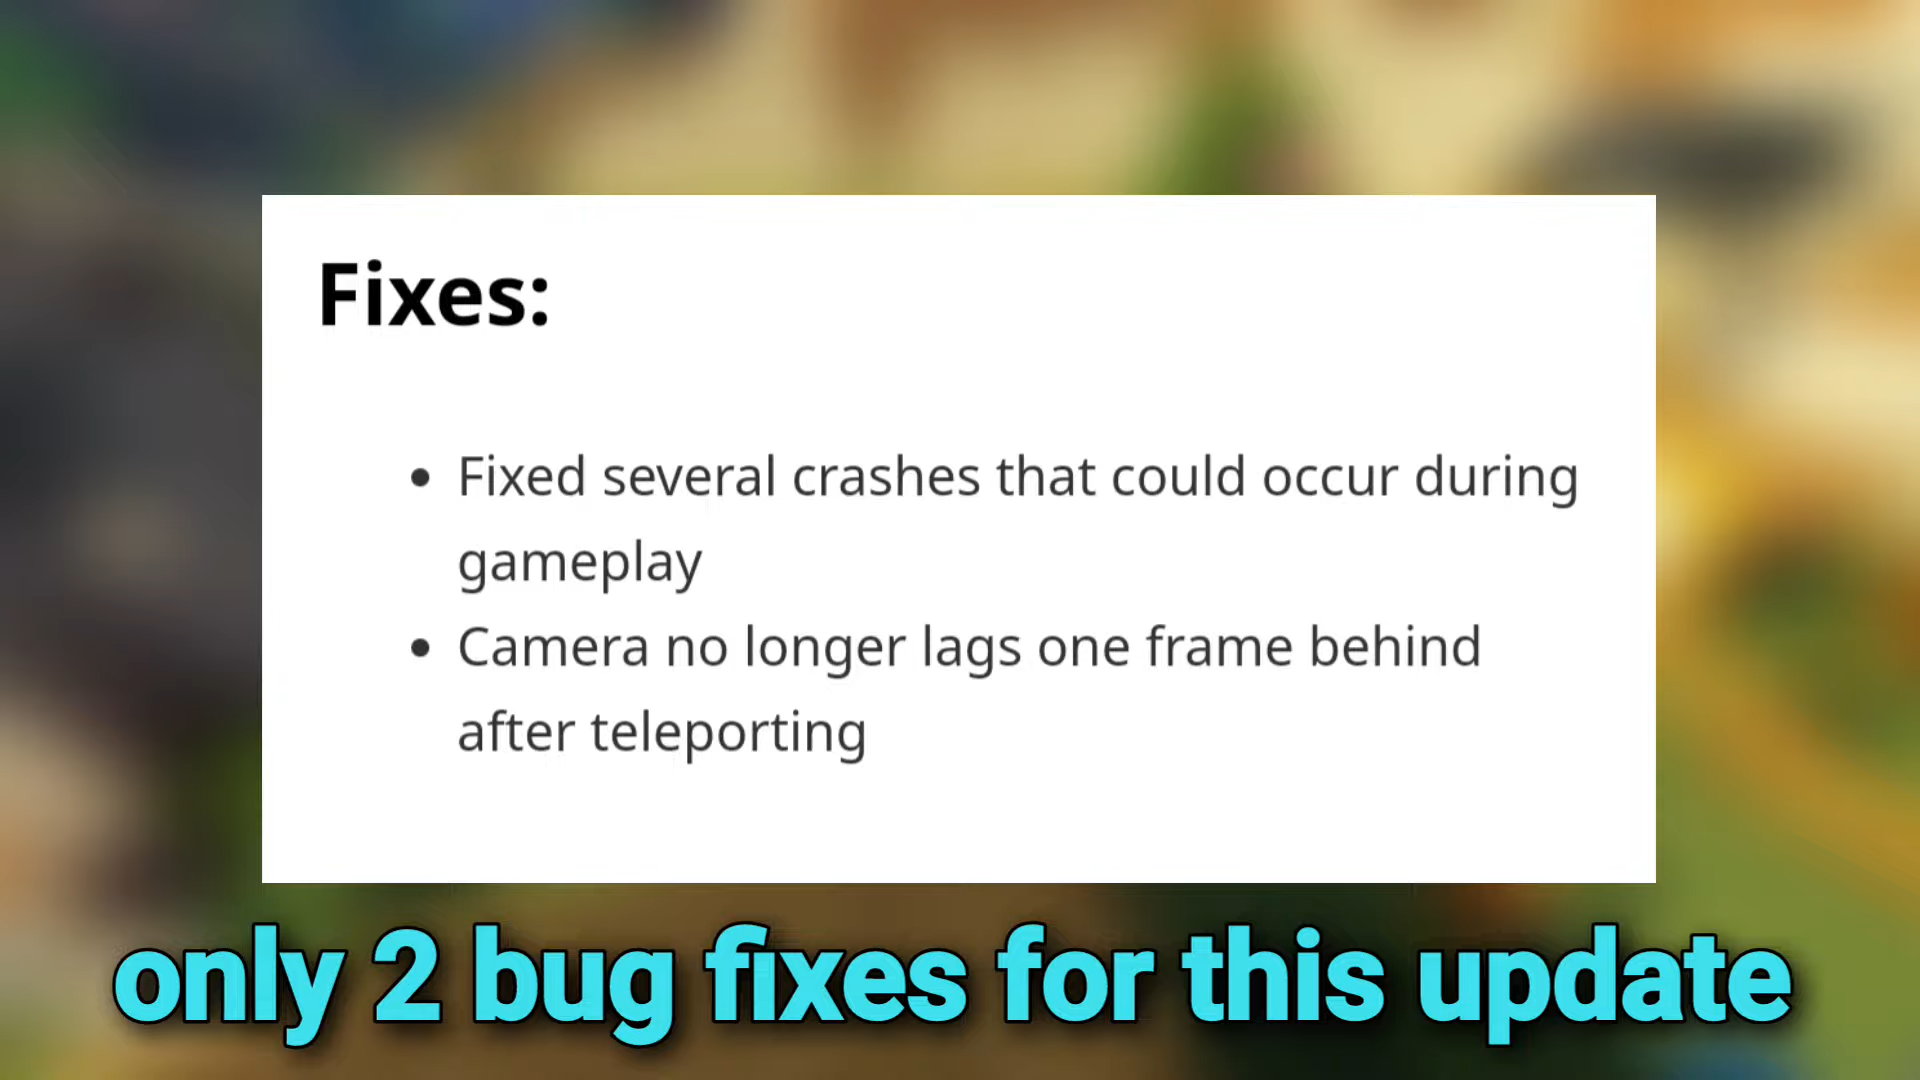 Fixes:
• Fixed several crashes that could occur during
gameplay
• Camera no longer lags one frame behind
after teleporting
only 2 bug fixes for this update